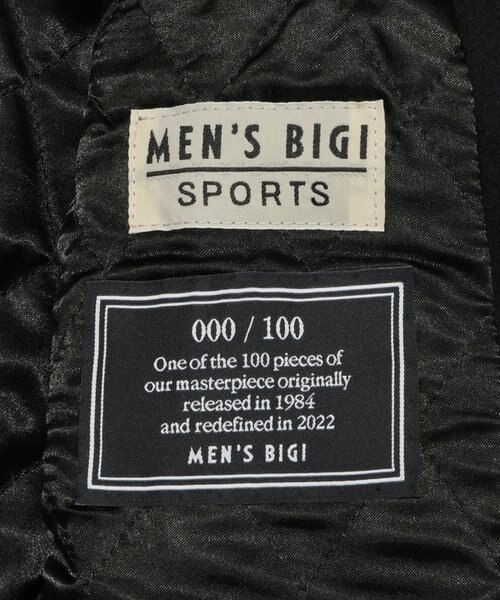 MEN'S BIGI
SPORTS
000 / 100
One of the 100 pieces of
our masterpiece originally
released in 1984
and redefined in 2022
MEN'S BIGI